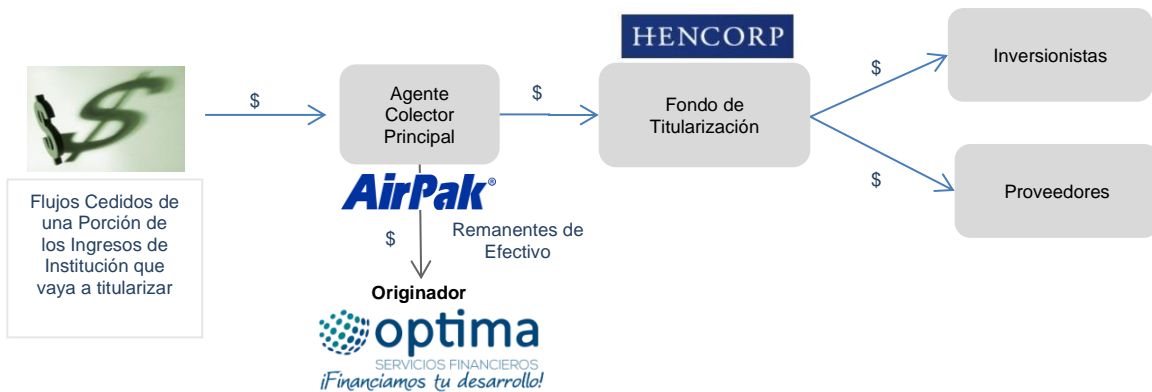 HENCORP
$
Agente
Colector
Principal
$
Fondo de
Titularización
$
Inversionistas
$
Proveedores
Flujos Cedidos de
una Porción de
los Ingresos de
Institución que
vaya a titularizar
AirPak®
$
Remanentes de
Efectivo
Originador
optima
SERVICIOS FINANCIEROS
¡Financiamos tu desarrollo!